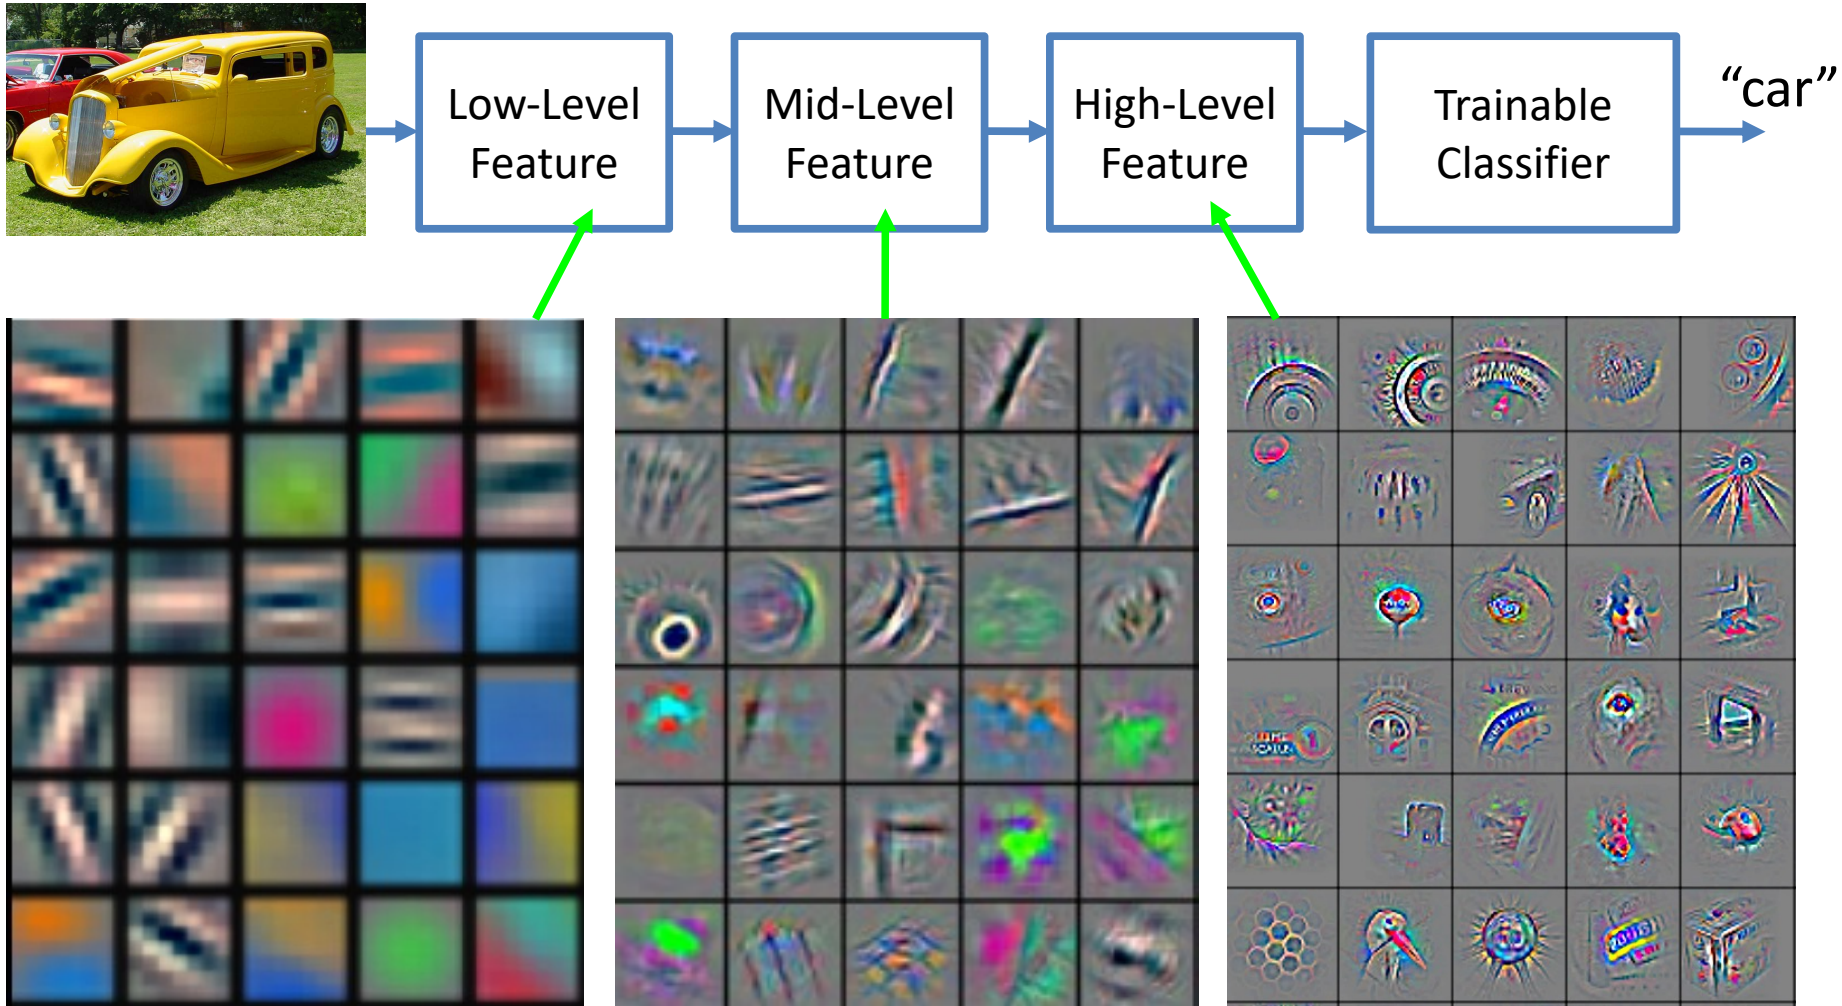 Low-Level
Feature
Mid-Level
Feature
High-Level
Feature
Trainable
Classifier
“car”